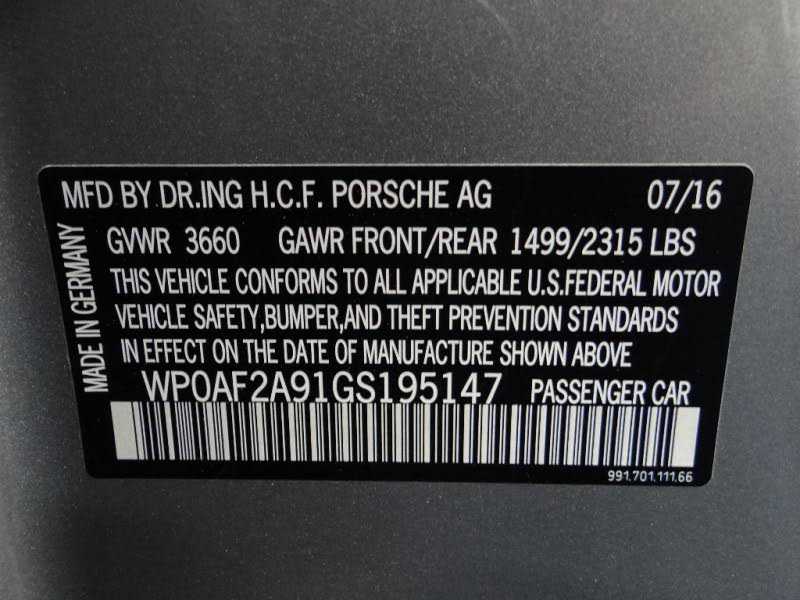 MFD BY DR.ING H.C.F. PORSCHE AG 07/16
GVWR 3660 GAWR FRONT/REAR 1499/2315 LBS
THIS VEHICLE CONFORMS TO ALL APPLICABLE U.S.FEDERAL MOTOR
VEHICLE SAFETY,BUMPER,AND THEFT PREVENTION STANDARDS
IN EFFECT ON THE DATE OF MANUFACTURE SHOWN ABOVE
WP0AF2A91GS195147 PASSENGER CAR
991.701.111.66
MADE IN GERMANY